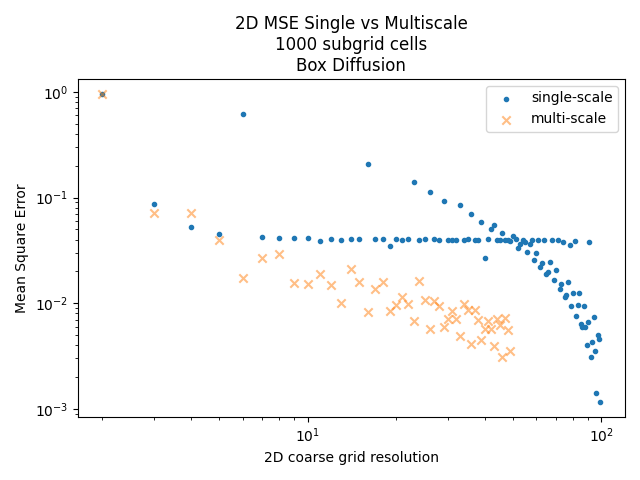 2D MSE Single vs Multiscale
1000 subgrid cells
Box Diffusion
single-scale
multi-scale
Mean Square Error
10⁰
10⁻¹
10⁻²
10⁻³
10¹
10²
2D coarse grid resolution